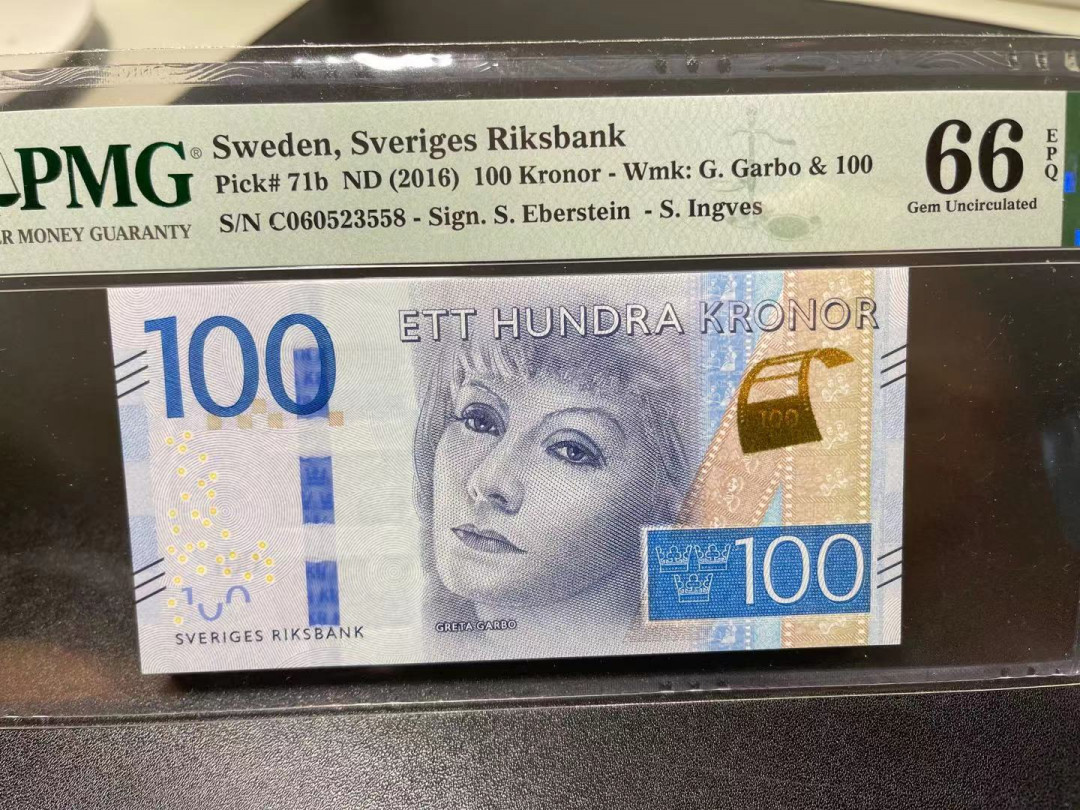 PMG®
Sweden, Sveriges Riksbank
Pick# 71b ND (2016) 100 Kronor - Wmk: G. Garbo & 100
S/N C060523558 - Sign. S. Eberstein - S. Ingves
MONEY GUARANTY
66
EPQ
Gem Uncirculated
100
ETT HUNDRA KRONOR
100
100
SVERIGES RIKSBANK
GRETA GARBO